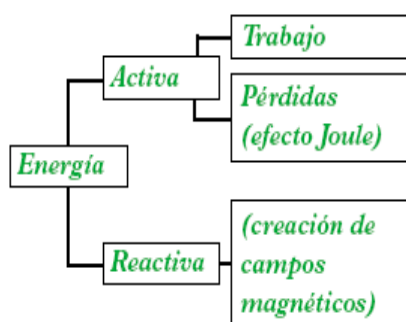 Trabajo
Activa
Pérdidas
(efecto Joule)
Energía
(creación de
Reactiva
campos
magnéticos)